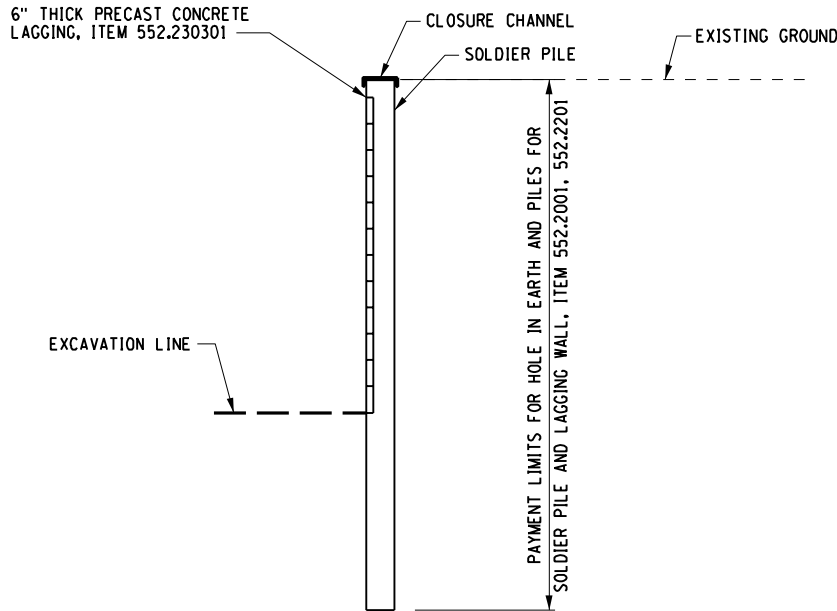 6" THICK PRECAST CONCRETE
LAGGING, ITEM 552.230301
CLOSURE CHANNEL
SOLDIER PILE
EXISTING GROUND
EXCAVATION LINE
PAYMENT LIMITS FOR HOLE IN EARTH AND PILES FOR
SOLDIER PILE AND LAGGING WALL, ITEM 552.2001, 552.2201